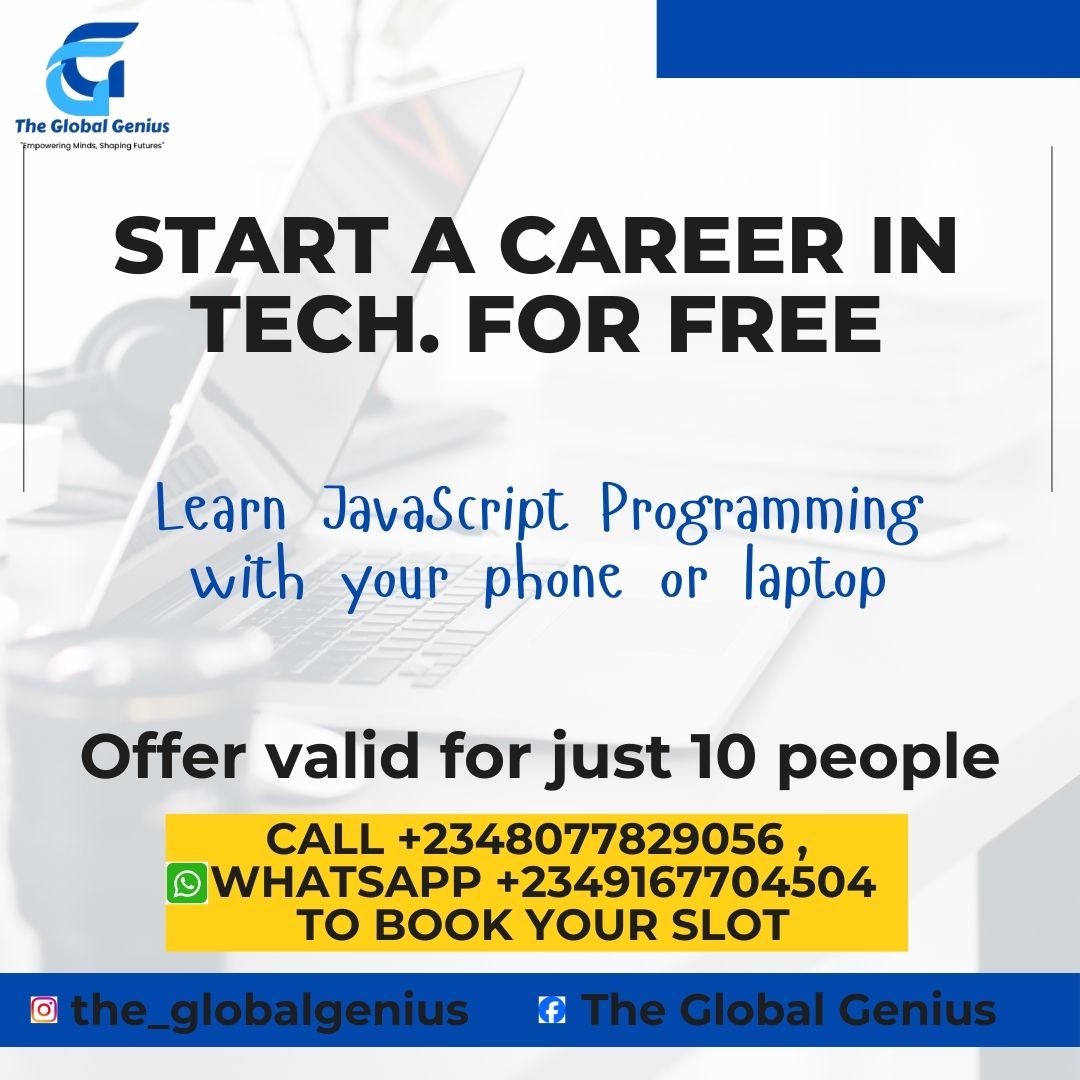 The Global Genius
"Empowering Minds, Shaping Futures"
START A CAREER IN
TECH. FOR FREE
Learn JavaScript Programming
with your phone or laptop
Offer valid for just 10 people
CALL +2348077829056 ,
WHATSAPP +2349167704504
TO BOOK YOUR SLOT
the_globalgenius
The Global Genius